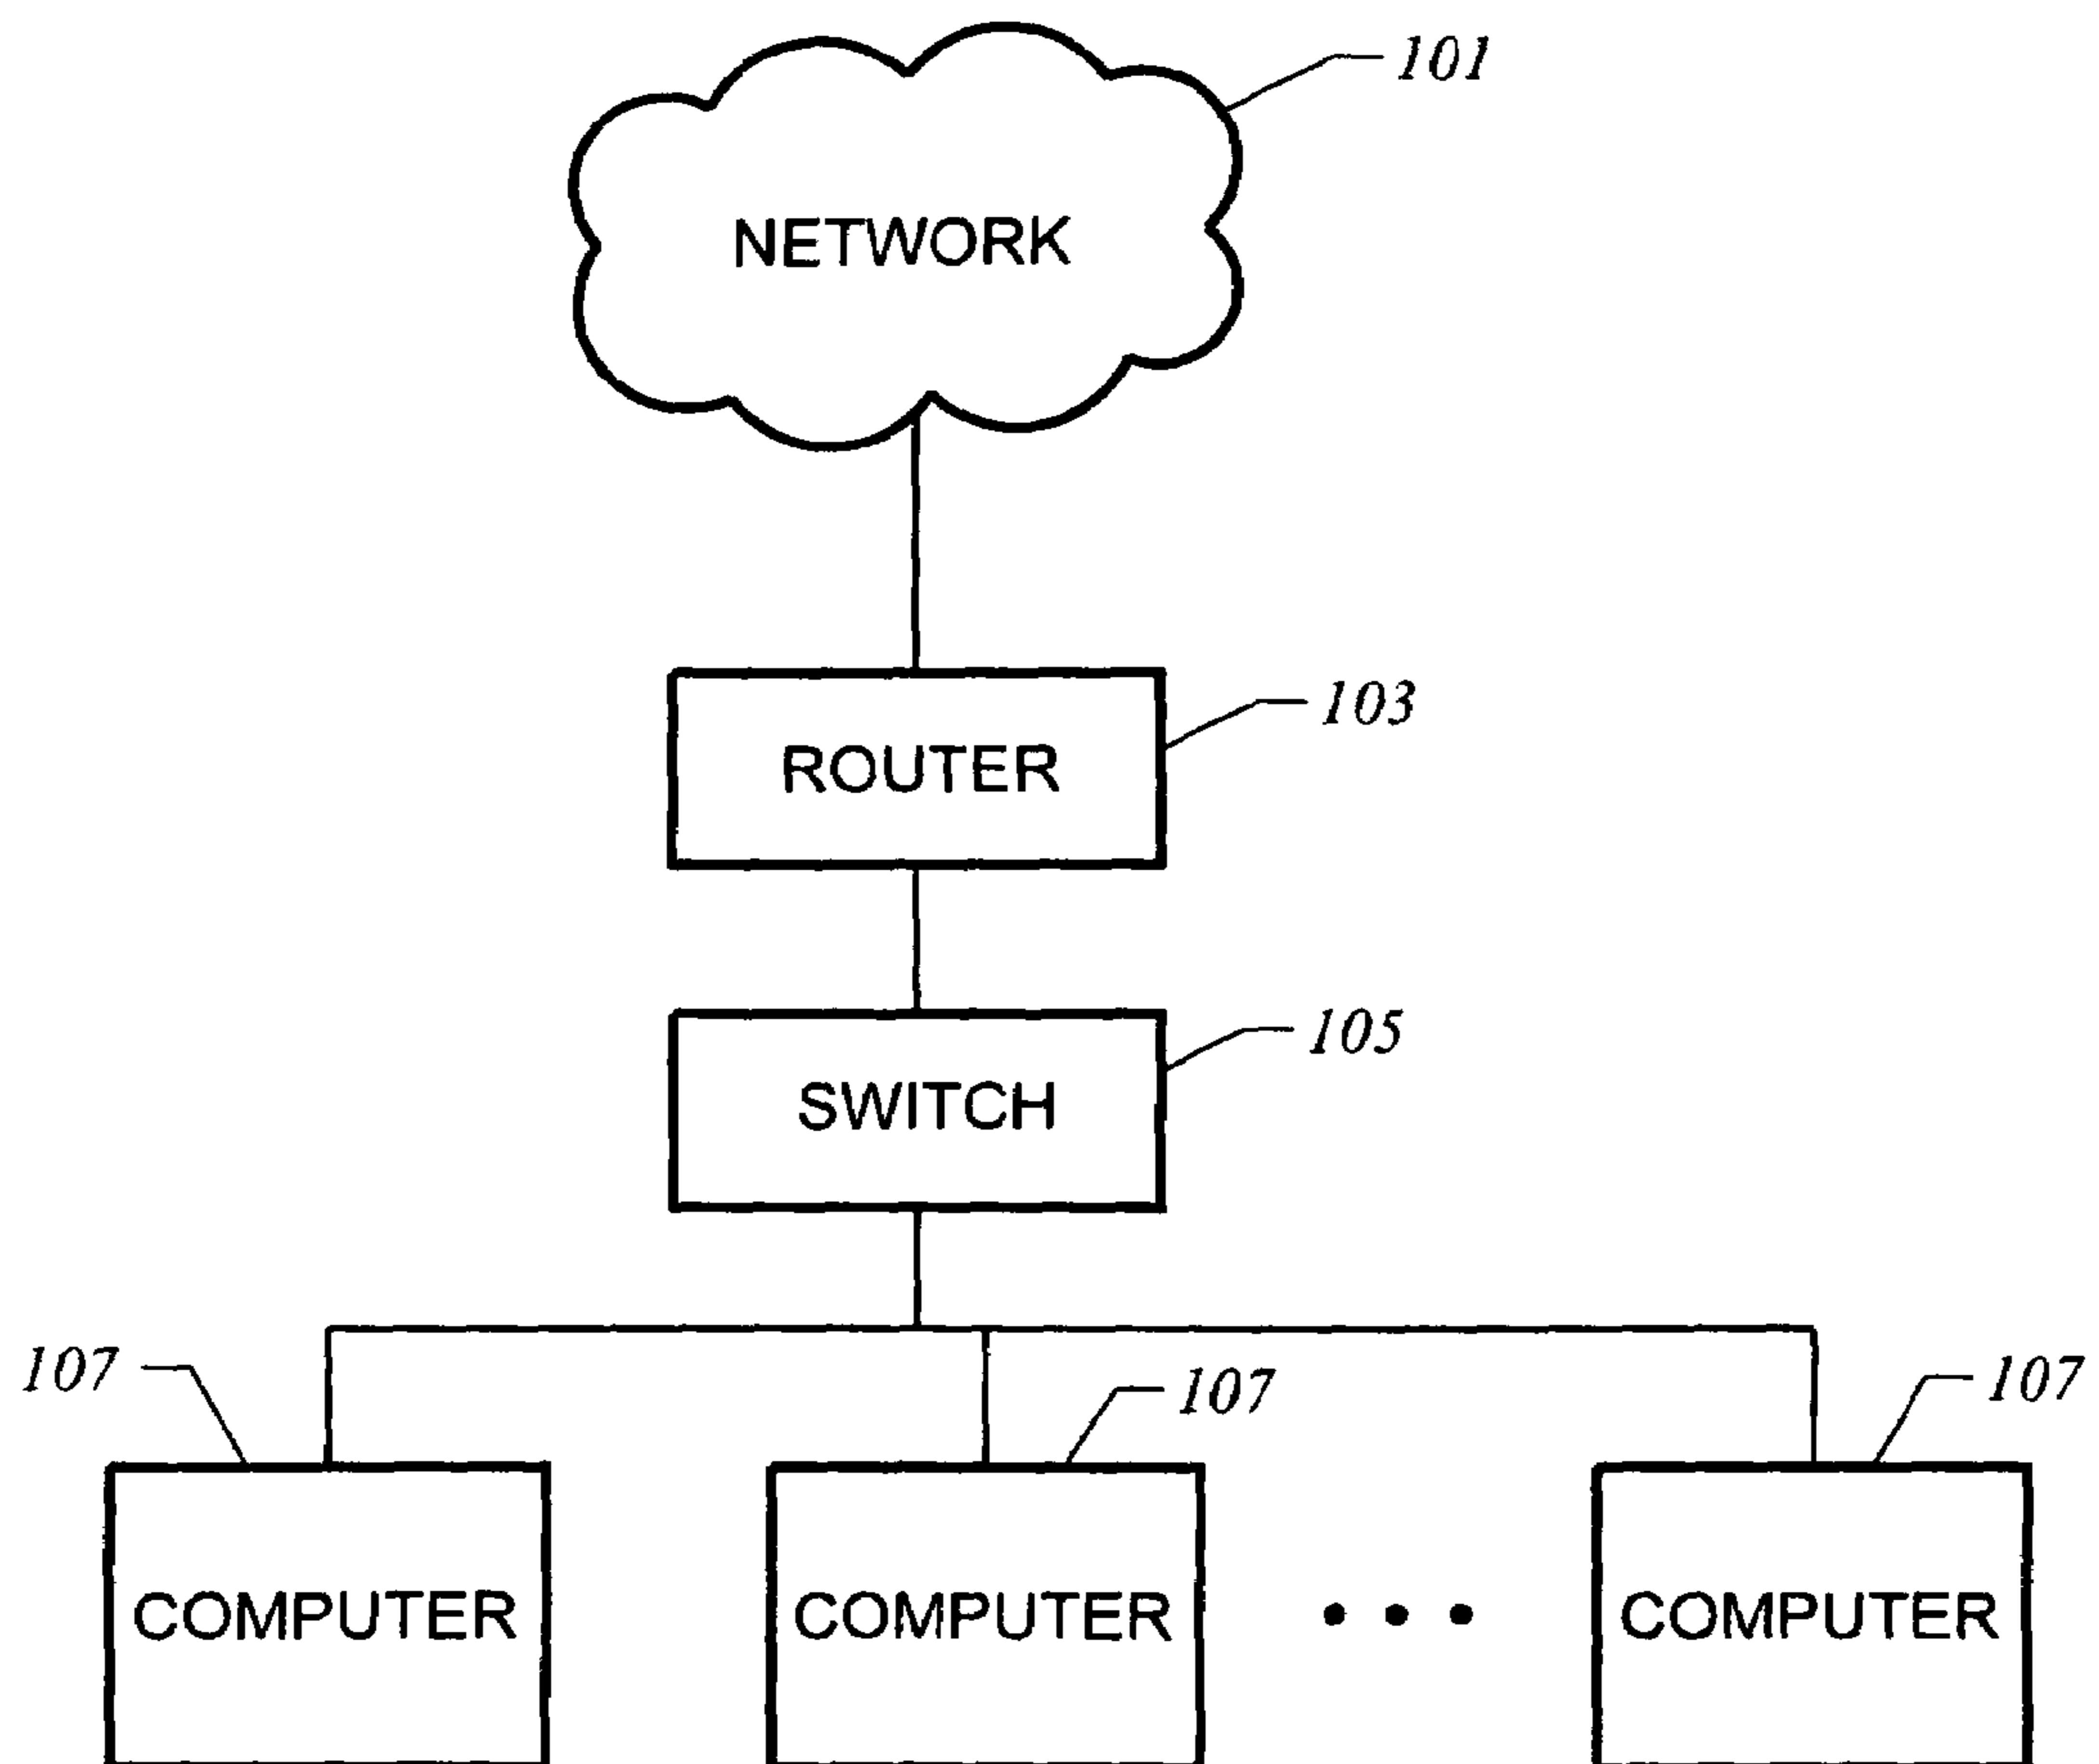 101
NETWORK
103
ROUTER
105
SWITCH
107
107
107
COMPUTER
COMPUTER
COMPUTER